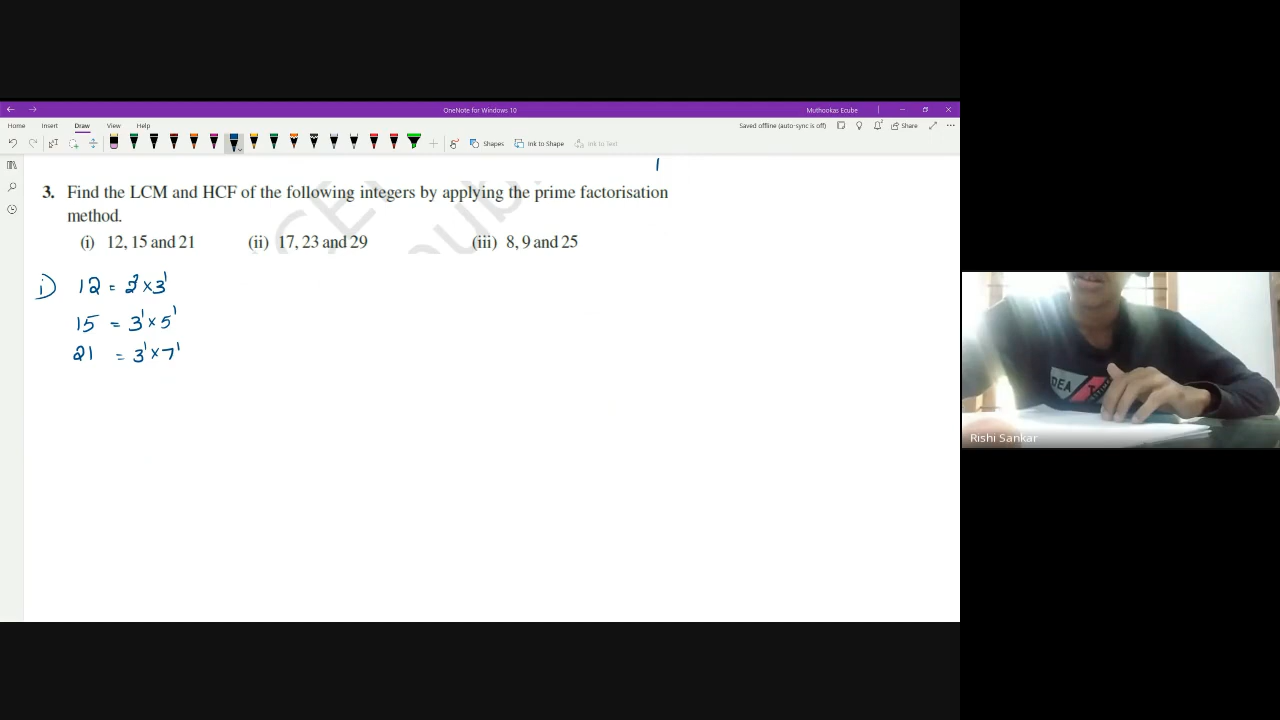 OneNote for Windows 10
Muthookas Ecube
Home Insert Draw View Help
Saved offline (auto-sync is off)
Share
Shapes
Ink to Shape
Ink to Text
3. Find the LCM and HCF of the following integers by applying the prime factorisation
method.
(i) 12, 15 and 21 (ii) 17, 23 and 29 (iii) 8, 9 and 25
i) 12 = 2² × 3¹
15 = 3¹ × 5¹
21 = 3¹ × 7¹
DEA
Rishi Sankar